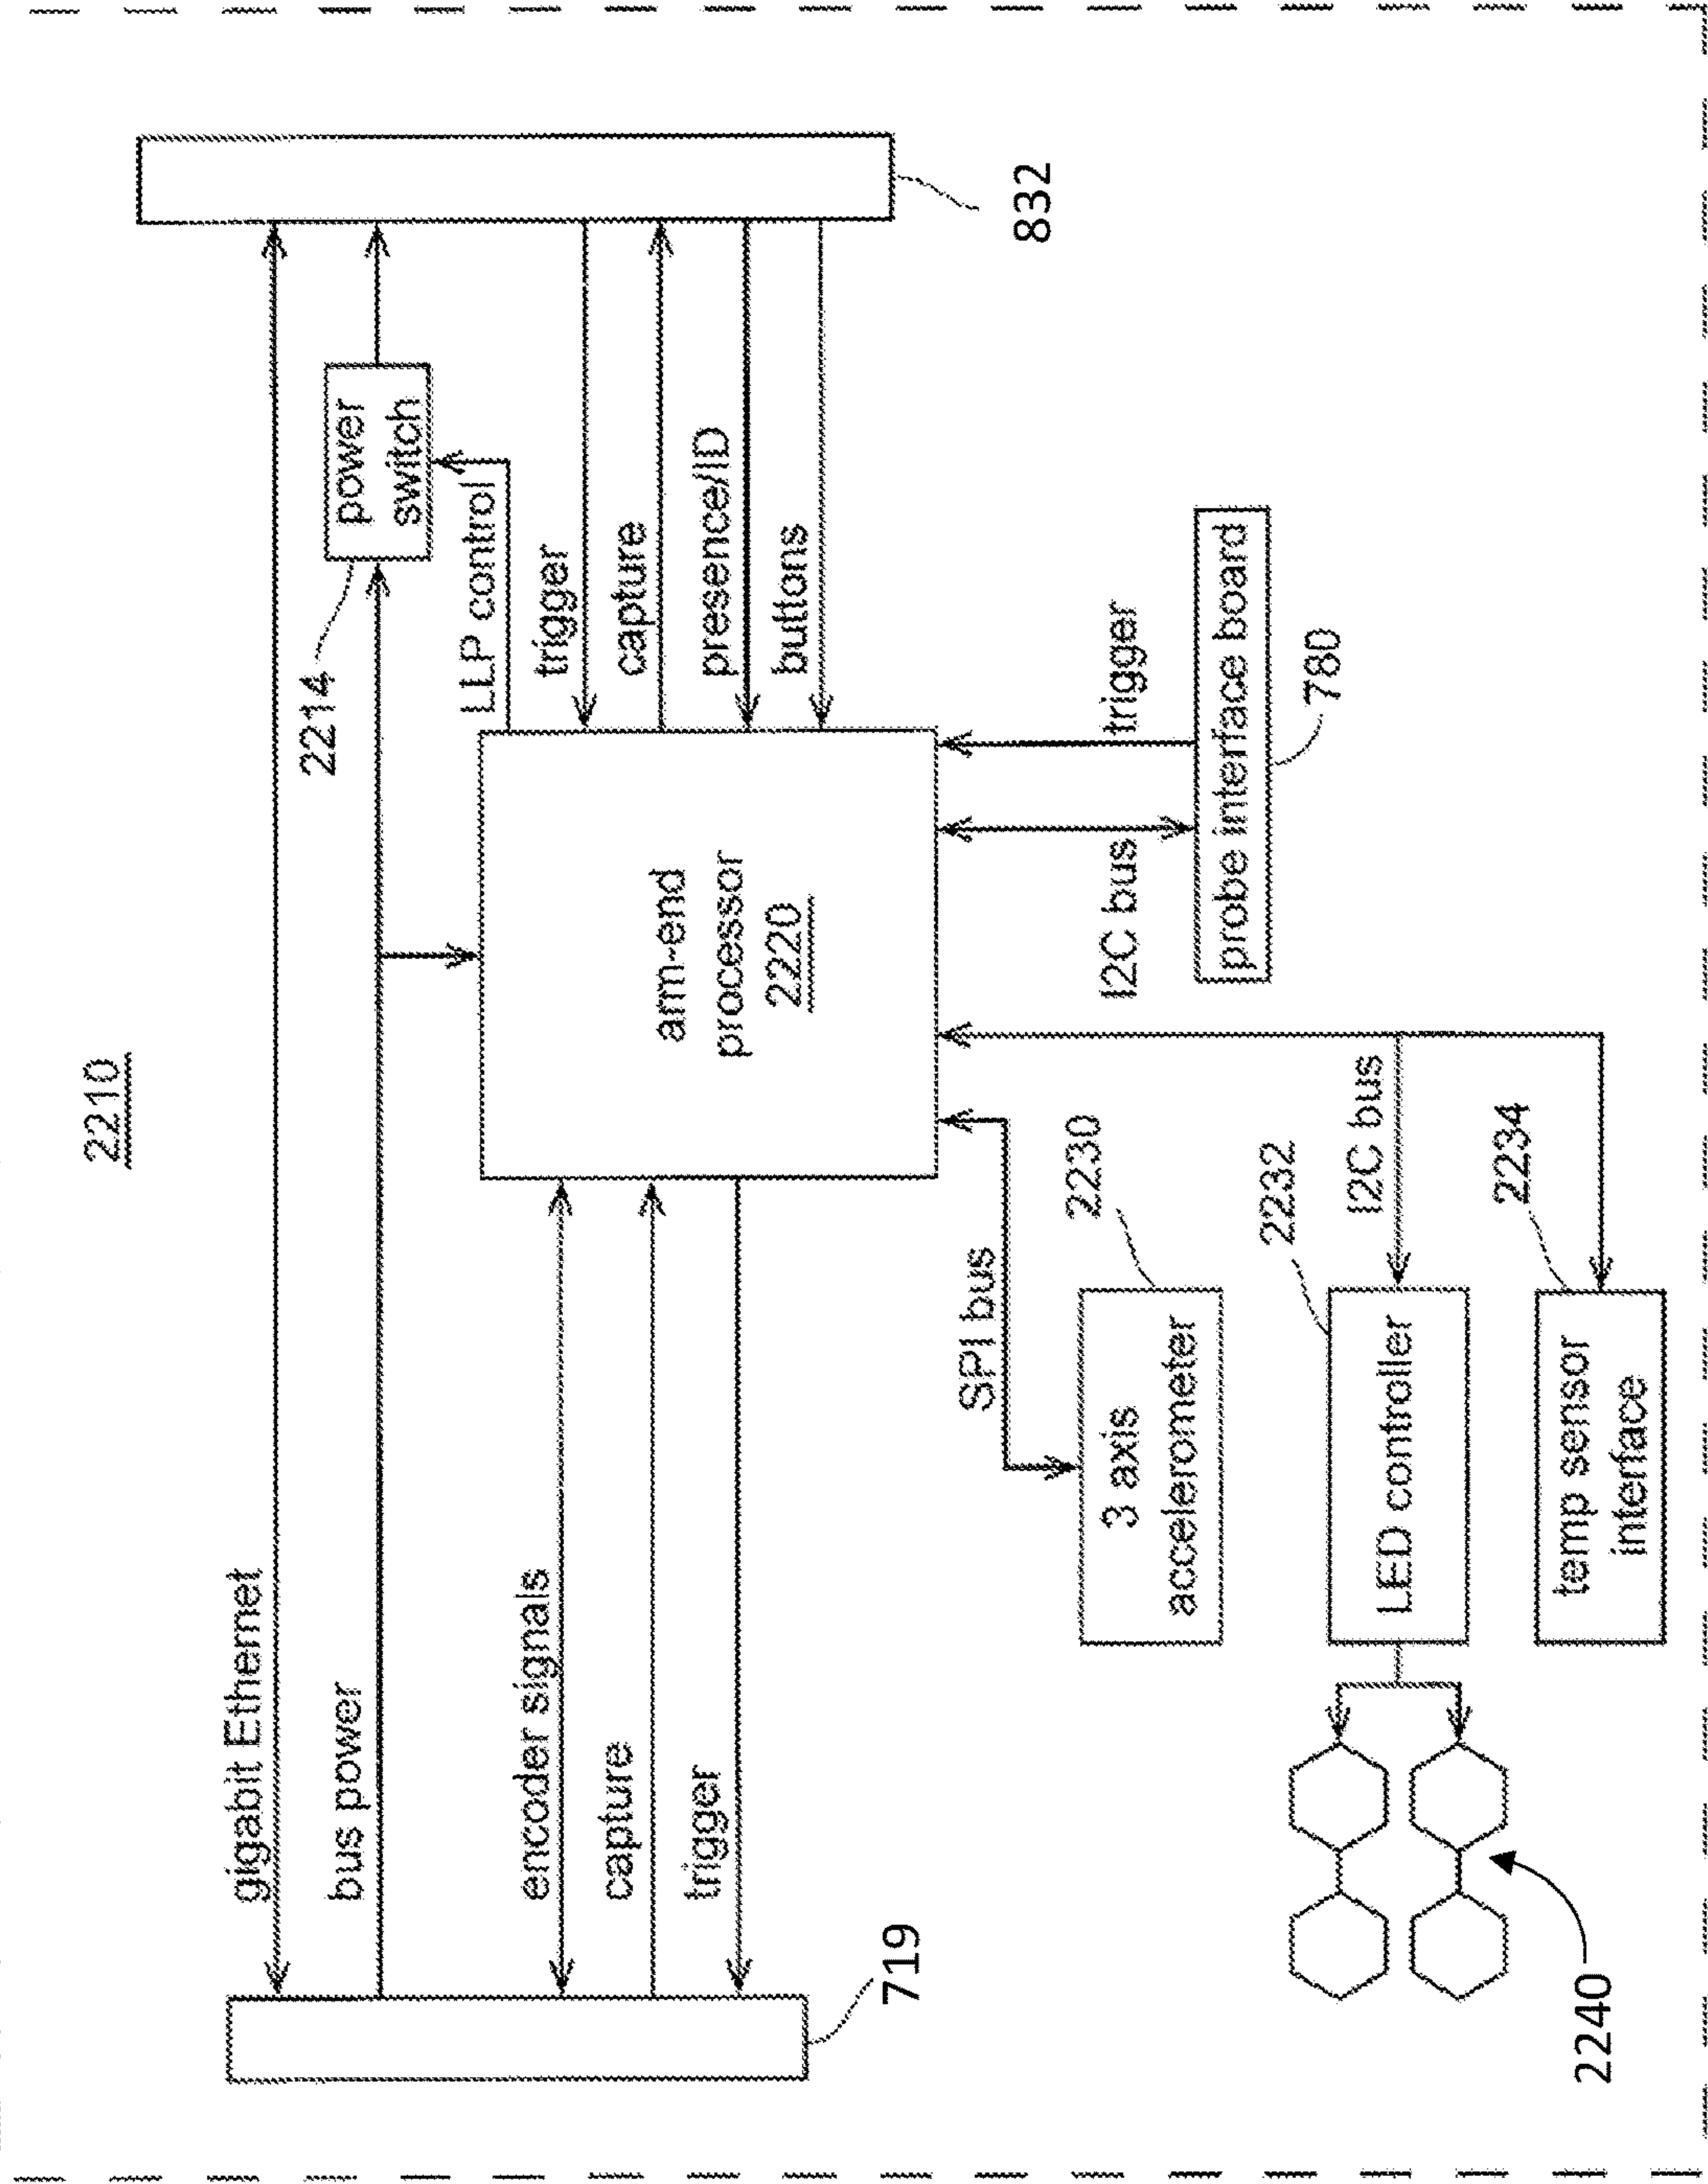 2210
gigabit Ethernet
bus power
2214
power
switch
LLP control
encoder signals
capture
trigger
arm-end
processor
2220
trigger
capture
presence/ID
buttons
719
832
SPI bus
I2C bus
trigger
3 axis
accelerometer
2230
probe interface board
780
2232
LED controller
I2C bus
2234
temp sensor
interface
2240